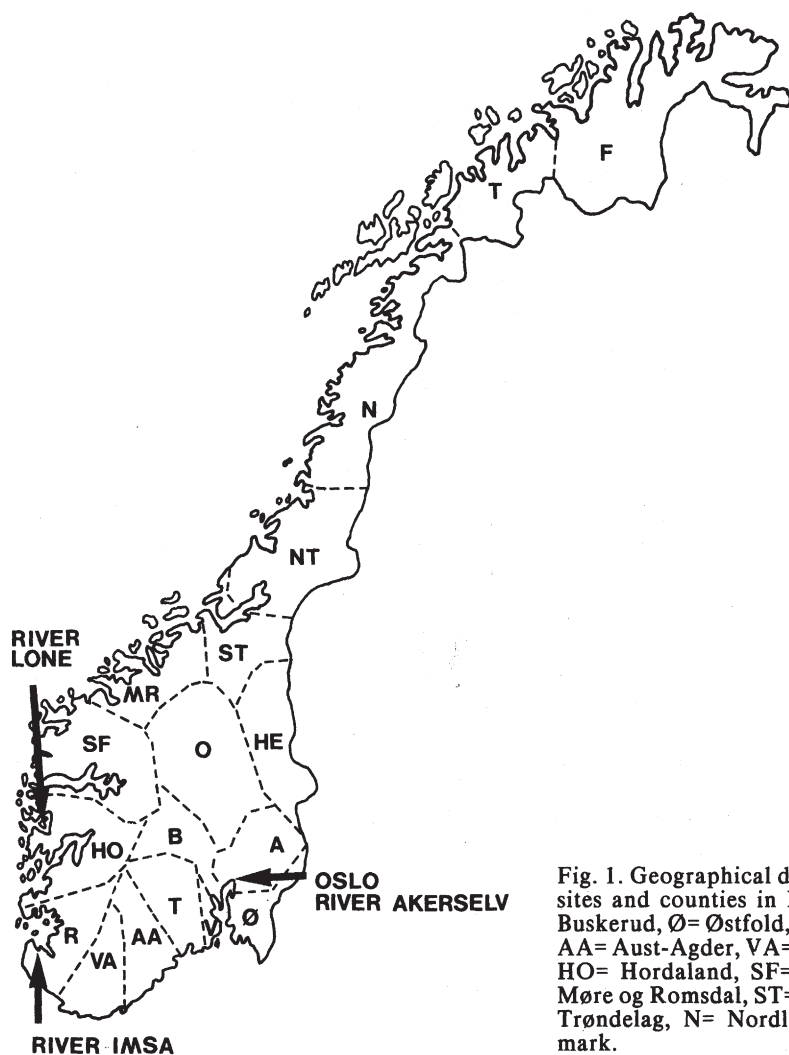 F
T
N
NT
RIVER
LONE
ST
MR
SF
O
HE
B
A
HO
OSLO
RIVER AKERSELV
T
V
Ø
R
AA
VA
RIVER IMSA
Fig. 1. Geographical d
sites and counties in
Buskerud, Ø= Østfold,
AA= Aust-Agder, VA=
HO= Hordaland, SF=
Møre og Romsdal, ST=
Trøndelag, N= Nordl
mark.